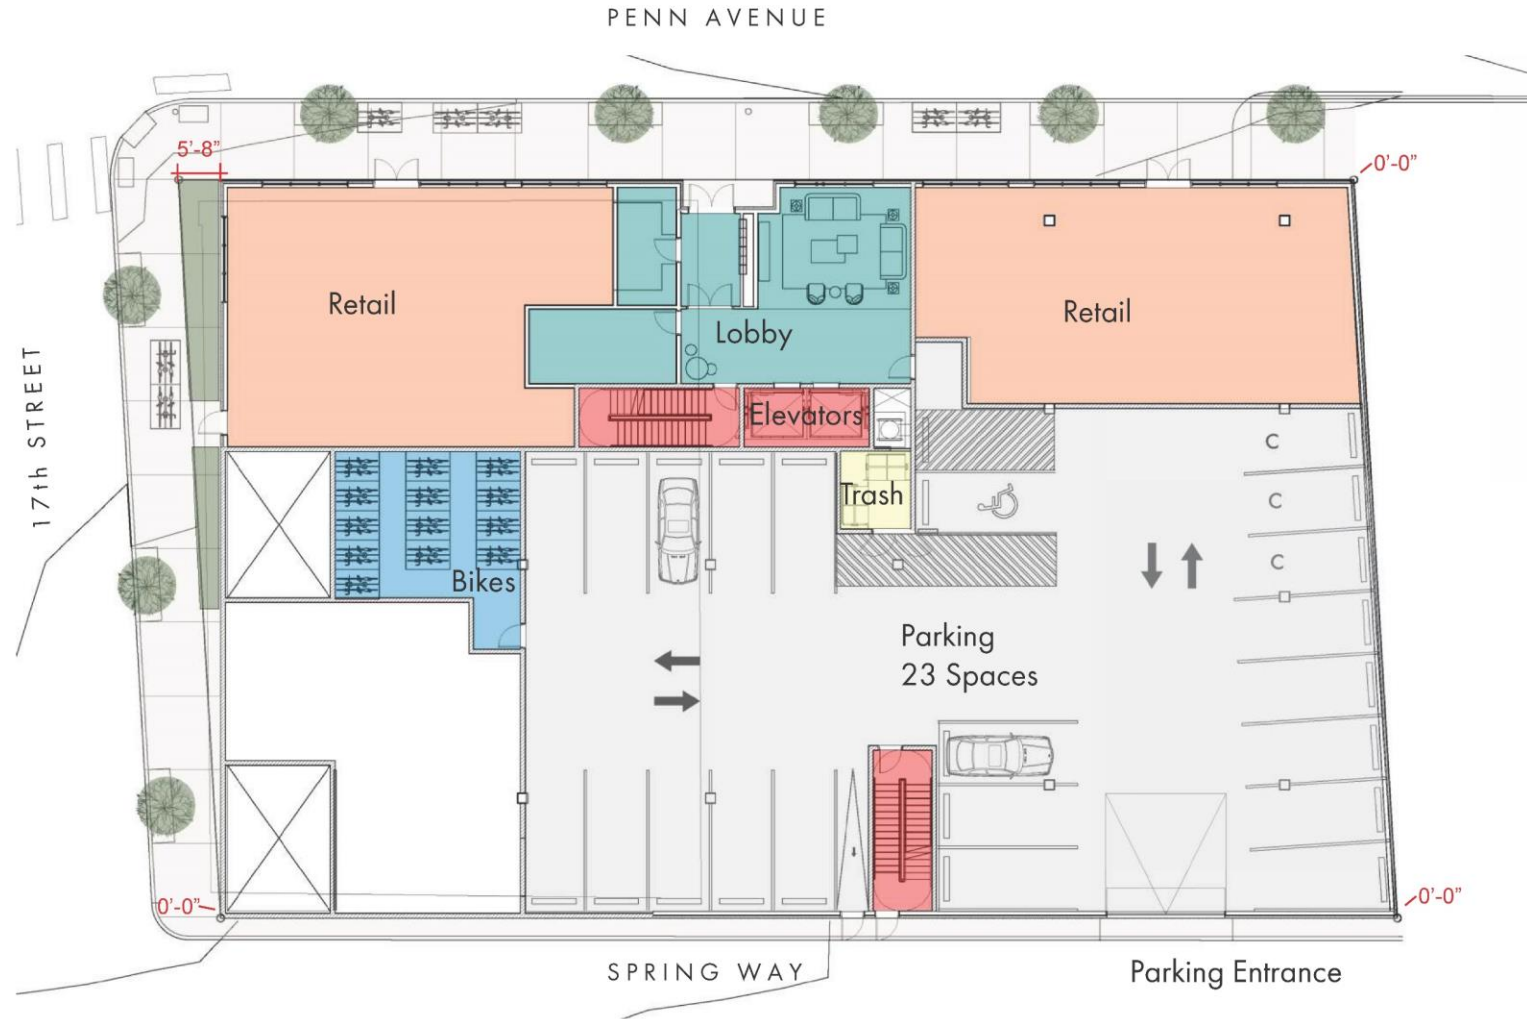 PENN AVENUE
5'-8"
0'-0"
Retail
Lobby
Retail
17th STREET
Elevators
C
Trash
C
C
Bikes
Parking
23 Spaces
0'-0"
0'-0"
SPRING WAY
Parking Entrance